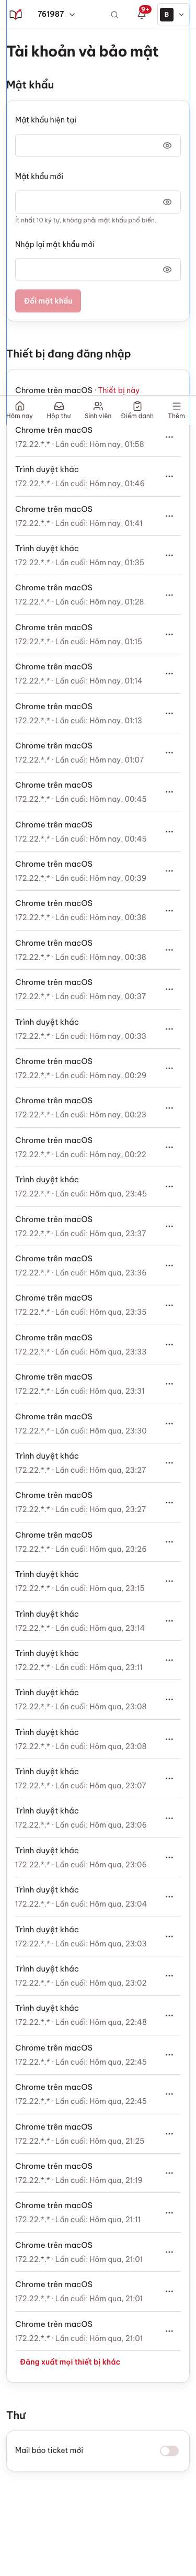 761987
9+
B
Tài khoản và bảo mật
Mật khẩu
Mật khẩu hiện tại
Mật khẩu mới
Ít nhất 10 ký tự, không phải mật khẩu phổ biến.
Nhập lại mật khẩu mới
Đổi mật khẩu
Thiết bị đang đăng nhập
Chrome trên macOS · Thiết bị này
Hôm nay
Hộp thư
Sinh viên
Điểm danh
Thêm
Chrome trên macOS
172.22.*.* · Lần cuối: Hôm nay, 01:58
Trình duyệt khác
172.22.*.* · Lần cuối: Hôm nay, 01:46
Chrome trên macOS
172.22.*.* · Lần cuối: Hôm nay, 01:41
Trình duyệt khác
172.22.*.* · Lần cuối: Hôm nay, 01:35
Chrome trên macOS
172.22.*.* · Lần cuối: Hôm nay, 01:28
Chrome trên macOS
172.22.*.* · Lần cuối: Hôm nay, 01:15
Chrome trên macOS
172.22.*.* · Lần cuối: Hôm nay, 01:14
Chrome trên macOS
172.22.*.* · Lần cuối: Hôm nay, 01:13
Chrome trên macOS
172.22.*.* · Lần cuối: Hôm nay, 01:07
Chrome trên macOS
172.22.*.* · Lần cuối: Hôm nay, 00:45
Chrome trên macOS
172.22.*.* · Lần cuối: Hôm nay, 00:45
Chrome trên macOS
172.22.*.* · Lần cuối: Hôm nay, 00:39
Chrome trên macOS
172.22.*.* · Lần cuối: Hôm nay, 00:38
Chrome trên macOS
172.22.*.* · Lần cuối: Hôm nay, 00:38
Chrome trên macOS
172.22.*.* · Lần cuối: Hôm nay, 00:37
Trình duyệt khác
172.22.*.* · Lần cuối: Hôm nay, 00:33
Chrome trên macOS
172.22.*.* · Lần cuối: Hôm nay, 00:29
Chrome trên macOS
172.22.*.* · Lần cuối: Hôm nay, 00:23
Chrome trên macOS
172.22.*.* · Lần cuối: Hôm nay, 00:22
Trình duyệt khác
172.22.*.* · Lần cuối: Hôm qua, 23:45
Chrome trên macOS
172.22.*.* · Lần cuối: Hôm qua, 23:37
Chrome trên macOS
172.22.*.* · Lần cuối: Hôm qua, 23:36
Chrome trên macOS
172.22.*.* · Lần cuối: Hôm qua, 23:35
Chrome trên macOS
172.22.*.* · Lần cuối: Hôm qua, 23:33
Chrome trên macOS
172.22.*.* · Lần cuối: Hôm qua, 23:31
Chrome trên macOS
172.22.*.* · Lần cuối: Hôm qua, 23:30
Trình duyệt khác
172.22.*.* · Lần cuối: Hôm qua, 23:27
Chrome trên macOS
172.22.*.* · Lần cuối: Hôm qua, 23:27
Chrome trên macOS
172.22.*.* · Lần cuối: Hôm qua, 23:26
Trình duyệt khác
172.22.*.* · Lần cuối: Hôm qua, 23:15
Trình duyệt khác
172.22.*.* · Lần cuối: Hôm qua, 23:14
Trình duyệt khác
172.22.*.* · Lần cuối: Hôm qua, 23:11
Trình duyệt khác
172.22.*.* · Lần cuối: Hôm qua, 23:08
Trình duyệt khác
172.22.*.* · Lần cuối: Hôm qua, 23:08
Trình duyệt khác
172.22.*.* · Lần cuối: Hôm qua, 23:07
Trình duyệt khác
172.22.*.* · Lần cuối: Hôm qua, 23:06
Trình duyệt khác
172.22.*.* · Lần cuối: Hôm qua, 23:06
Trình duyệt khác
172.22.*.* · Lần cuối: Hôm qua, 23:04
Trình duyệt khác
172.22.*.* · Lần cuối: Hôm qua, 23:03
Trình duyệt khác
172.22.*.* · Lần cuối: Hôm qua, 23:02
Trình duyệt khác
172.22.*.* · Lần cuối: Hôm qua, 22:48
Chrome trên macOS
172.22.*.* · Lần cuối: Hôm qua, 22:45
Chrome trên macOS
172.22.*.* · Lần cuối: Hôm qua, 22:45
Chrome trên macOS
172.22.*.* · Lần cuối: Hôm qua, 21:25
Chrome trên macOS
172.22.*.* · Lần cuối: Hôm qua, 21:19
Chrome trên macOS
172.22.*.* · Lần cuối: Hôm qua, 21:11
Chrome trên macOS
172.22.*.* · Lần cuối: Hôm qua, 21:01
Chrome trên macOS
172.22.*.* · Lần cuối: Hôm qua, 21:01
Chrome trên macOS
172.22.*.* · Lần cuối: Hôm qua, 21:01
Đăng xuất mọi thiết bị khác
Thư
Mail báo ticket mới